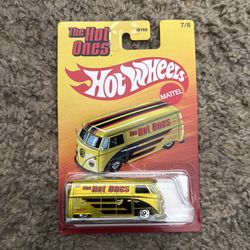 The Hot Ones
7/8
Hot Wheels
MATTEL
The Hot Ones
The Hot Ones